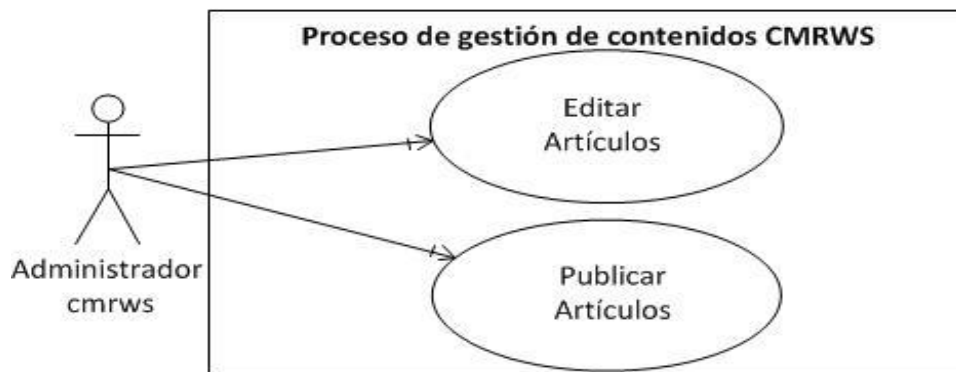 Proceso de gestión de contenidos CMRWS
Editar
Artículos
Administrador
cmrws
Publicar
Artículos